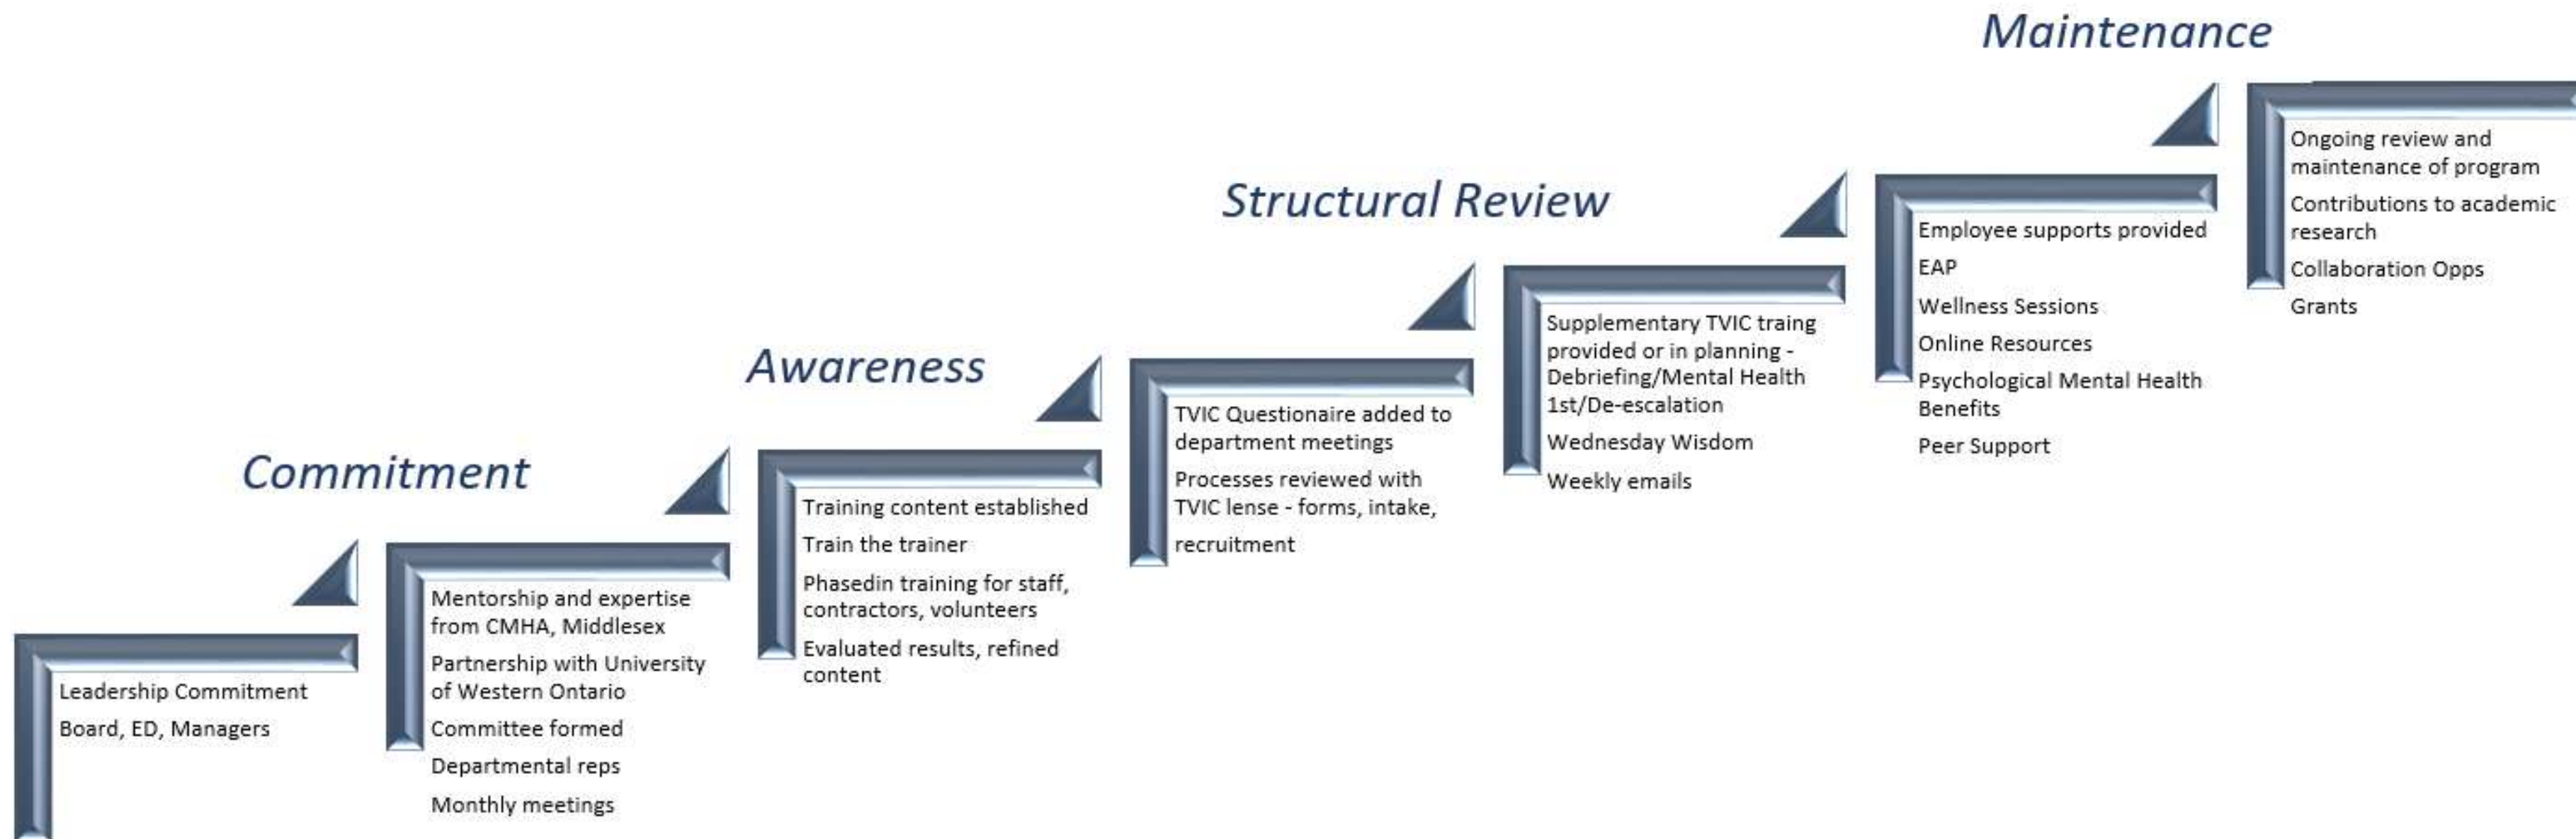 Commitment
Leadership Commitment
Board, ED, Managers
Mentorship and expertise
from CMHA, Middlesex
Partnership with University
of Western Ontario
Committee formed
Departmental reps
Monthly meetings
Awareness
Training content established
Train the trainer
Phasedin training for staff,
contractors, volunteers
Evaluated results, refined
content
Structural Review
TVIC Questionaire added to
department meetings
Processes reviewed with
TVIC lense - forms, intake,
recruitment
Supplementary TVIC traing
provided or in planning -
Debriefing/Mental Health
1st/De-escalation
Wednesday Wisdom
Weekly emails
Maintenance
Employee supports provided
EAP
Wellness Sessions
Online Resources
Psychological Mental Health
Benefits
Peer Support
Ongoing review and
maintenance of program
Contributions to academic
research
Collaboration Opps
Grants